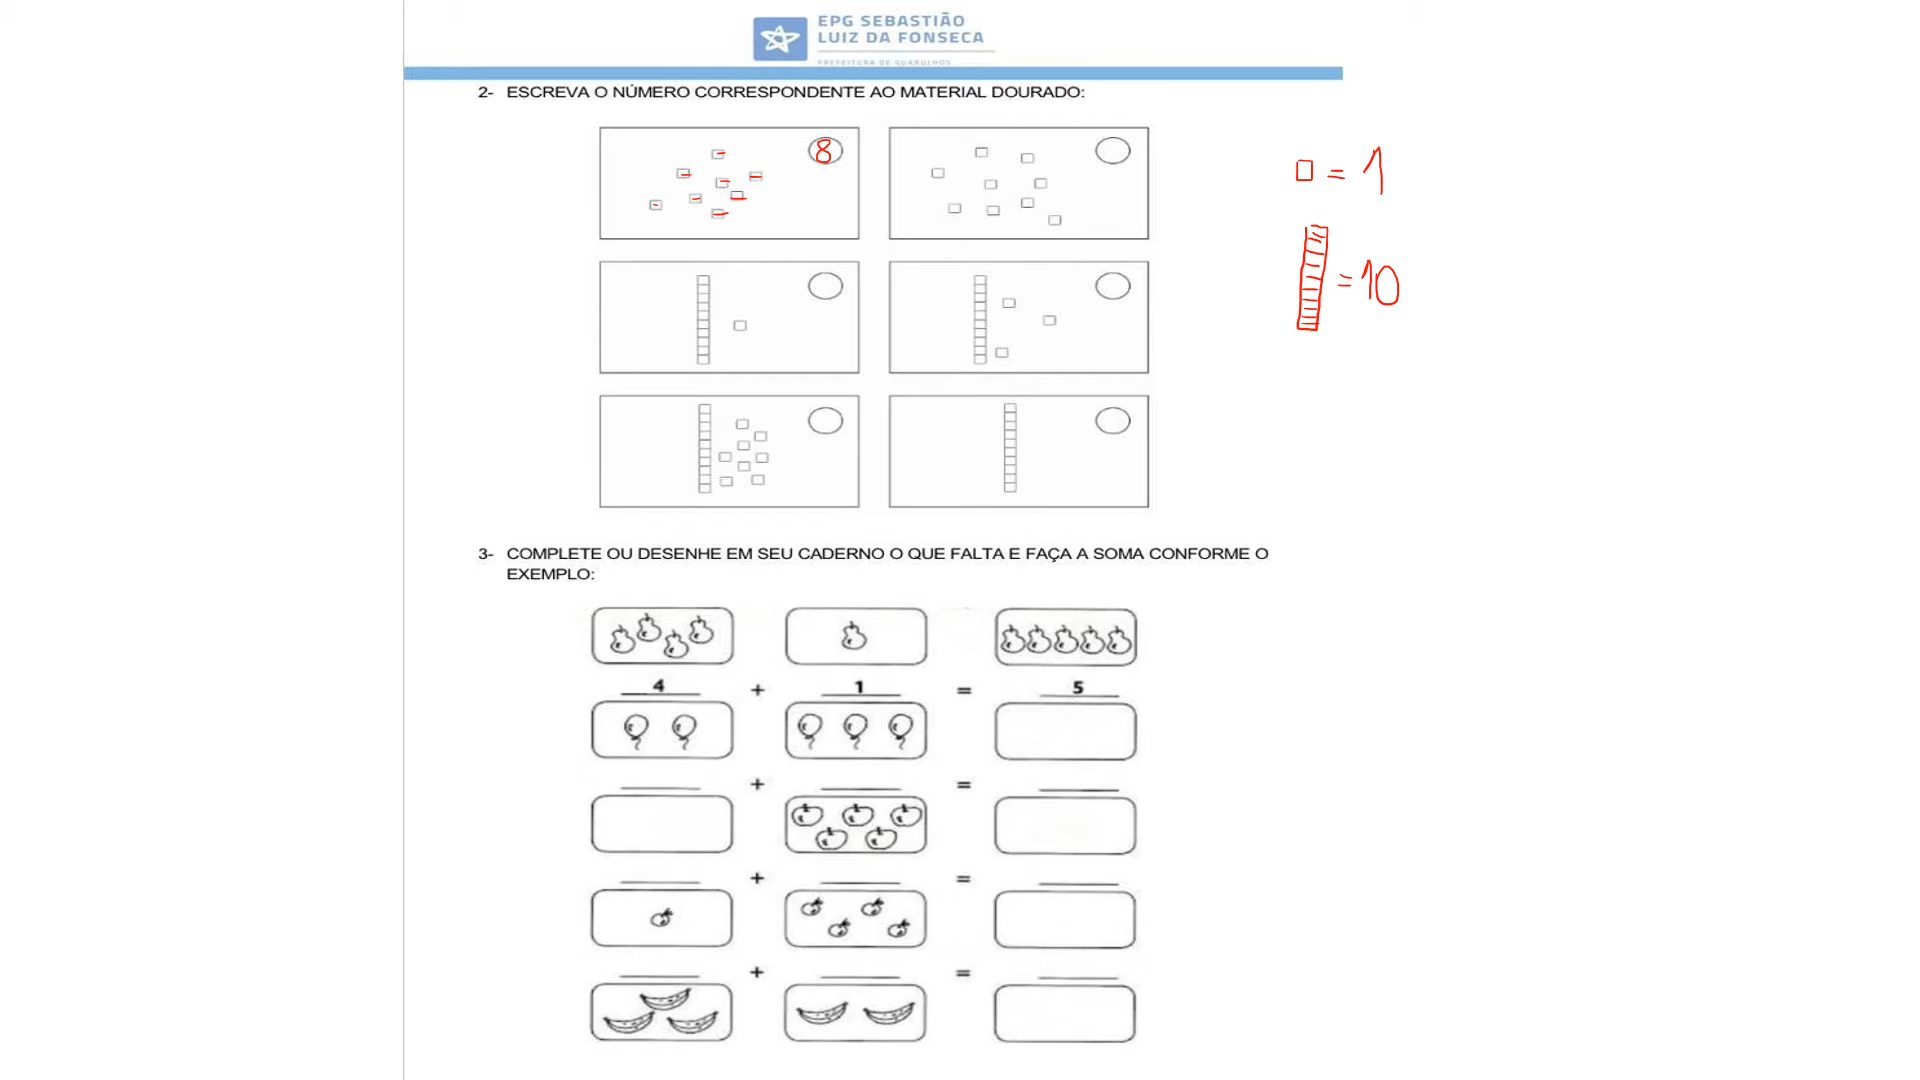 EPG SEBASTIÃO
LUIZ DA FONSECA
PREFEITURA DE GUARULHOS
2- ESCREVA O NÚMERO CORRESPONDENTE AO MATERIAL DOURADO:
8
= 1
= 10
3- COMPLETE OU DESENHE EM SEU CADERNO O QUE FALTA E FAÇA A SOMA CONFORME O
EXEMPLO:
4 + 1 = 5
+ =
+ =
+ =